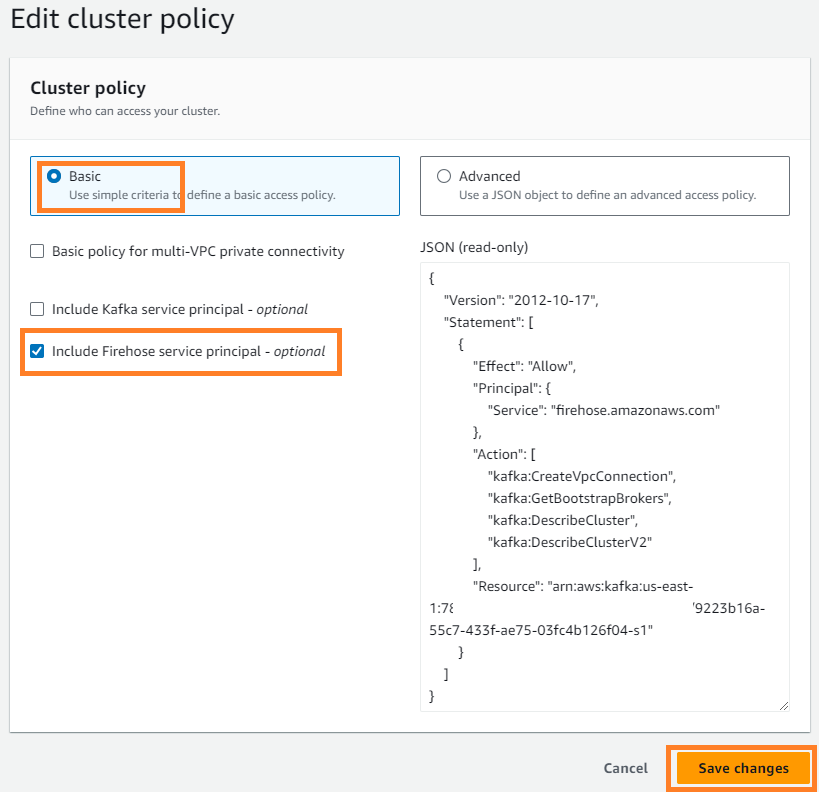 Edit cluster policy
Cluster policy
Define who can access your cluster.
Basic
Use simple criteria to define a basic access policy.
Advanced
Use a JSON object to define an advanced access policy.
Basic policy for multi-VPC private connectivity
Include Kafka service principal - optional
Include Firehose service principal - optional
JSON (read-only)
{
"Version": "2012-10-17",
"Statement": [
{
"Effect": "Allow",
"Principal": {
"Service": "firehose.amazonaws.com"
},
"Action": [
"kafka:CreateVpcConnection",
"kafka:GetBootstrapBrokers",
"kafka:DescribeCluster",
"kafka:DescribeClusterV2"
],
"Resource": "arn:aws:kafka:us-east-
1:78 9223b16a-
55c7-433f-ae75-03fc4b126f04-s1"
}
]
}
Cancel
Save changes